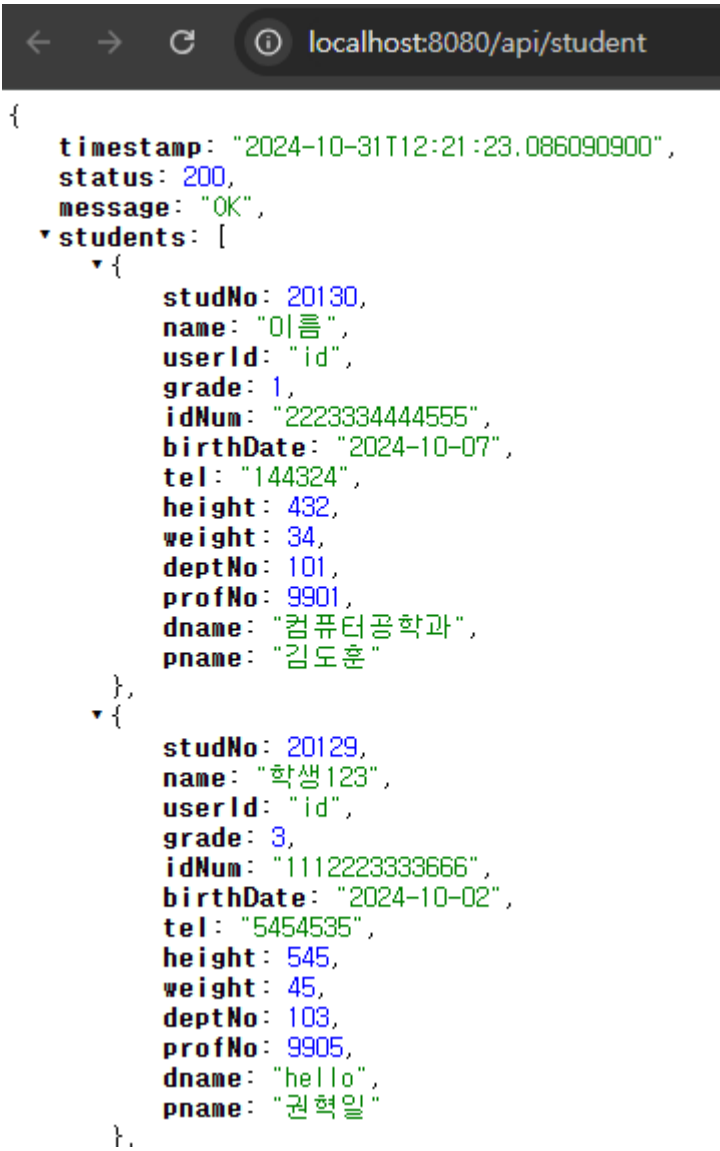 localhost:8080/api/student
{
timestamp: "2024-10-31T12:21:23.086090900",
status: 200,
message: "OK",
students: [
{
studNo: 20130,
name: "이름",
userId: "id",
grade: 1,
idNum: "2223334444555",
birthDate: "2024-10-07",
tel: "144324",
height: 432,
weight: 34,
deptNo: 101,
profNo: 9901,
dname: "컴퓨터공학과",
pname: "김도훈"
},
{
studNo: 20129,
name: "학생123",
userId: "id",
grade: 3,
idNum: "1112223333666",
birthDate: "2024-10-02",
tel: "5454535",
height: 545,
weight: 45,
deptNo: 103,
profNo: 9905,
dname: "hello",
pname: "권혁일"
},